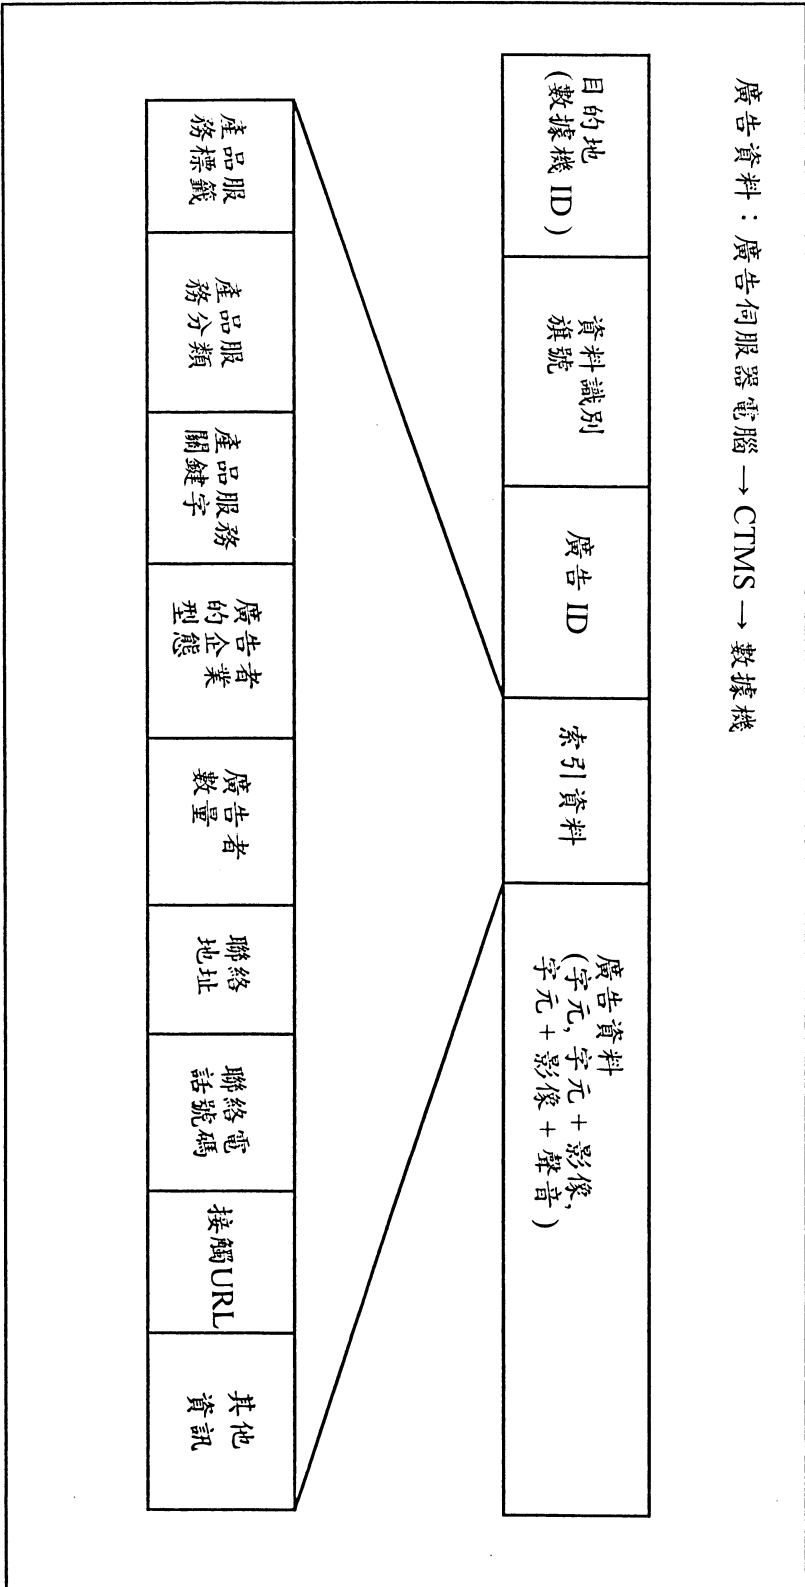 廣告資料：廣告伺服器電腦→CTMS→數據機
目的地
(數據機 ID)
資料識別
旗號
廣告 ID
索引資料
廣告資料
(字元, 字元 + 影像,
字元 + 影像 + 聲音)
產品服
務標籤
產品服
務分類
產品服務
關鍵字
廣告者
的企業
型態
廣告者
數量
聯絡
地址
聯絡電
話號碼
接觸URL
其他
資訊